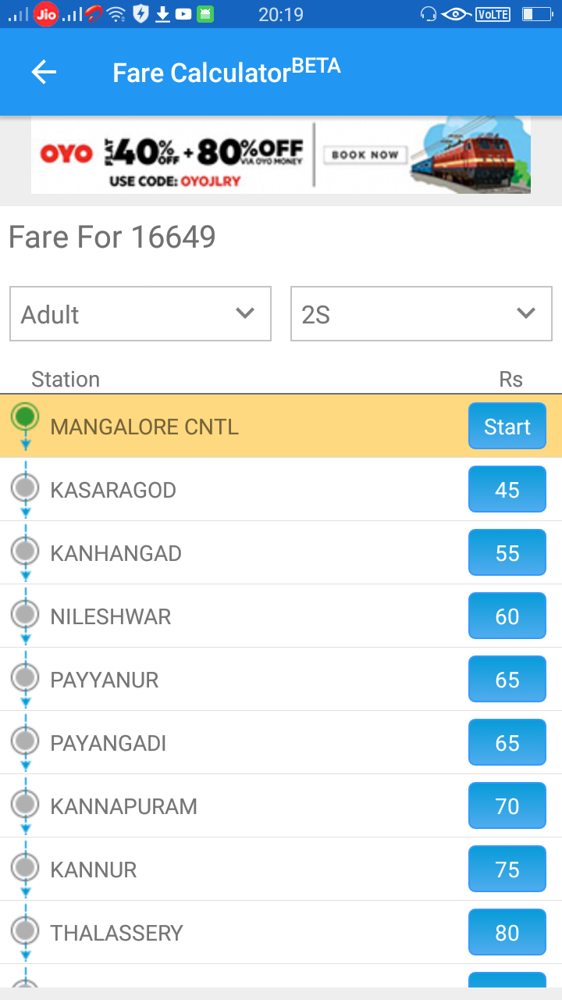 Jio
20:19
VoLTE
Fare Calculator BETA
OYO FLAT 40% OFF + 80% OFF VIA OYO MONEY
USE CODE: OYOJLRY
BOOK NOW
Fare For 16649
Adult
2S
Station Rs
MANGALORE CNTL Start
KASARAGOD 45
KANHANGAD 55
NILESHWAR 60
PAYYANUR 65
PAYANGADI 65
KANNAPURAM 70
KANNUR 75
THALASSERY 80